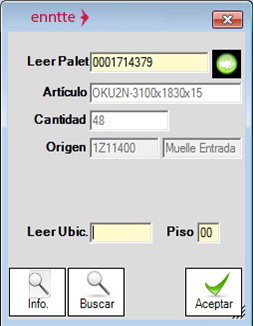 enntte
Leer Palet 0001714379
Artículo OKU2N-3100x1830x15
Cantidad 48
Origen 1Z11400 Muelle Entrada
Leer Ubic. Piso 00
Info. Buscar Aceptar